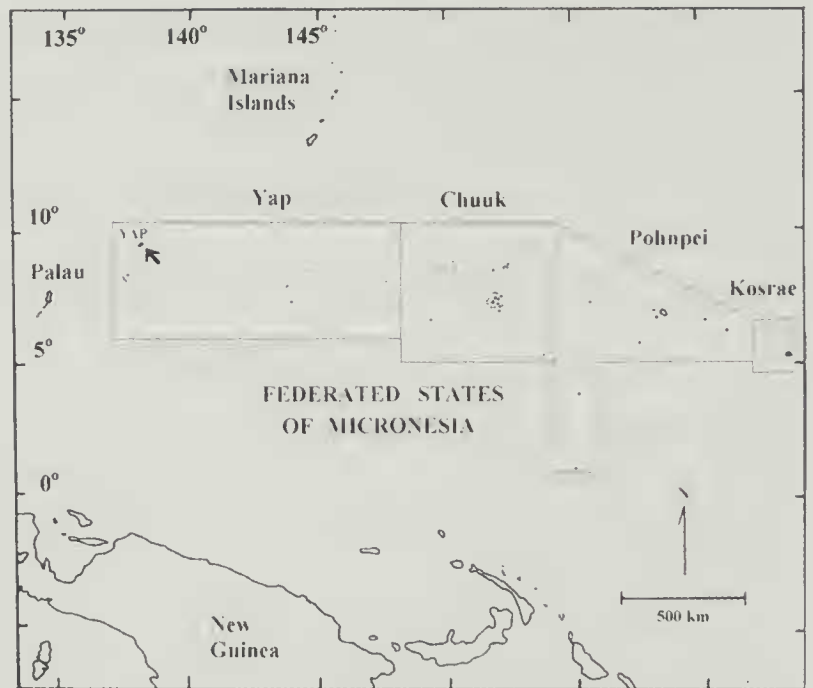 135°
140°
145°
Mariana
Islands
Yap
Chuuk
10°
YAP
Pohnpei
Palau
Kosrae
5°
FEDERATED STATES
OF MICRONESIA
0°
500 km
New
Guinea